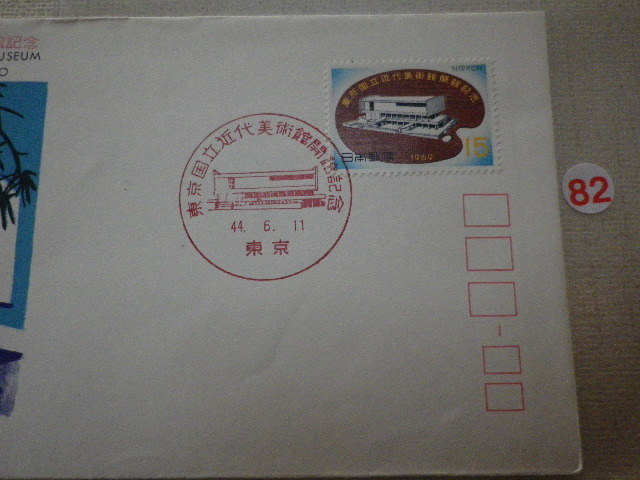 館記念
USEUM
O
東京国立近代美術館開館記念
44. 6. 11
東京
東京国立近代美術館開館記念
NIPPON
日本郵便 1969
15
82